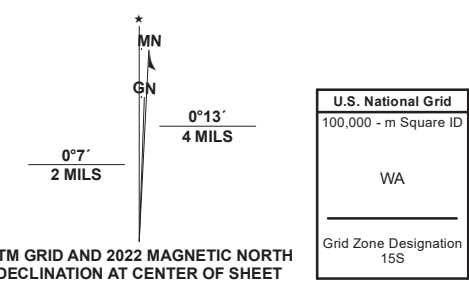 MN
GN
0°13´
4 MILS
0°7´
2 MILS
TM GRID AND 2022 MAGNETIC NORTH
DECLINATION AT CENTER OF SHEET
U.S. National Grid
100,000 - m Square ID
WA
Grid Zone Designation
15S